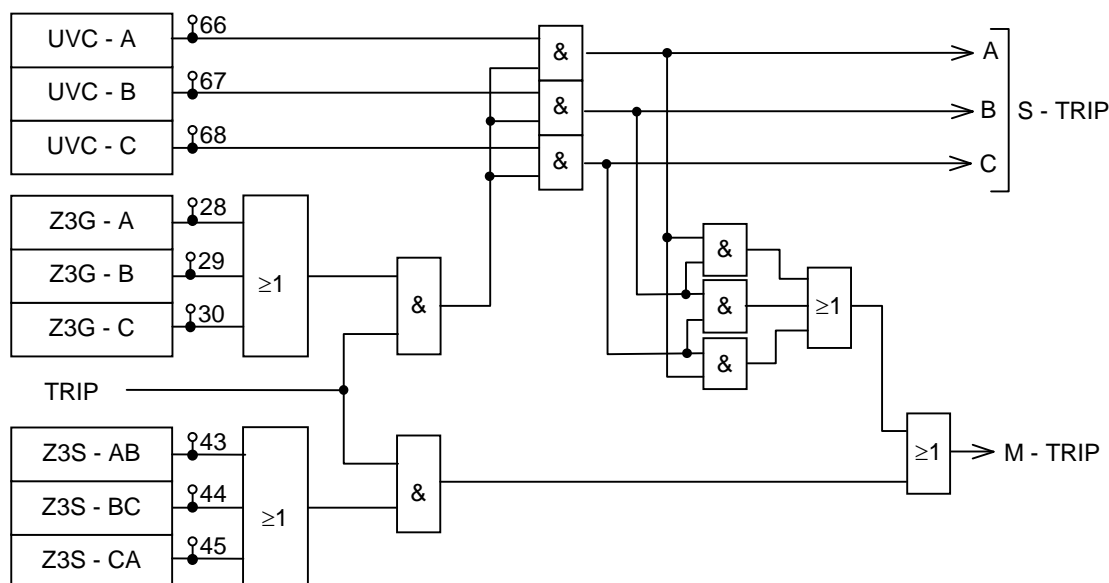 UVC - A 66
UVC - B 67
UVC - C 68
& A
& B
& C
S - TRIP
Z3G - A 28
Z3G - B 29
Z3G - C 30
≥1
&
&
&
&
≥1
TRIP
Z3S - AB 43
Z3S - BC 44
Z3S - CA 45
≥1
&
≥1
M - TRIP